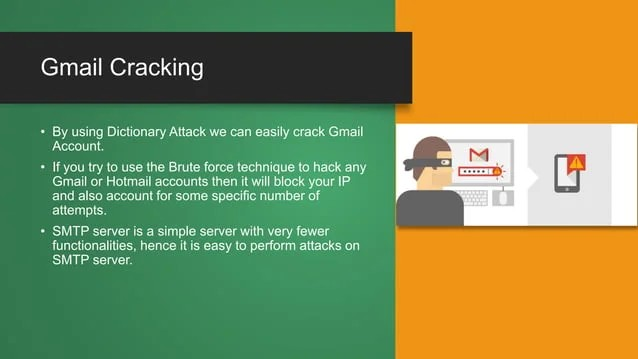 Gmail Cracking
• By using Dictionary Attack we can easily crack Gmail
Account.
• If you try to use the Brute force technique to hack any
Gmail or Hotmail accounts then it will block your IP
and also account for some specific number of
attempts.
• SMTP server is a simple server with very fewer
functionalities, hence it is easy to perform attacks on
SMTP server.